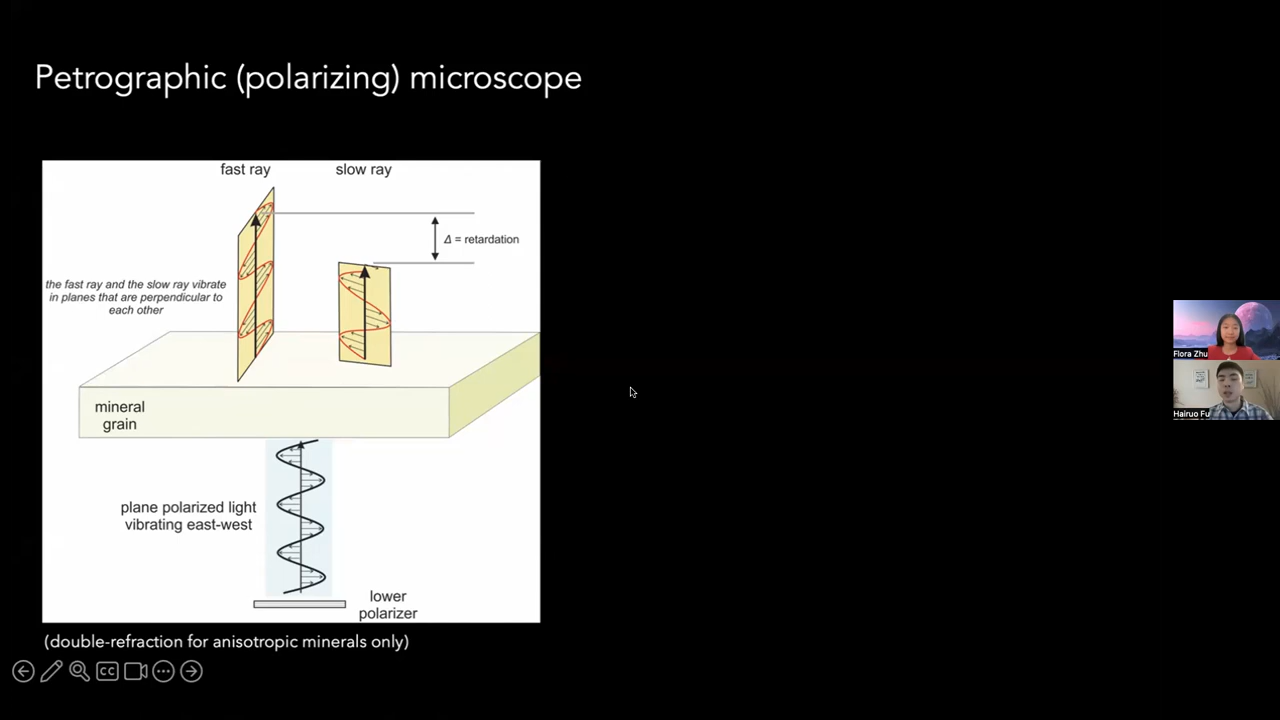 Petrographic (polarizing) microscope
fast ray
slow ray
Δ = retardation
the fast ray and the slow ray vibrate
in planes that are perpendicular to
each other
mineral
grain
plane polarized light
vibrating east-west
lower
polarizer
(double-refraction for anisotropic minerals only)
CC
Flora Zhu
Hairuo Fu